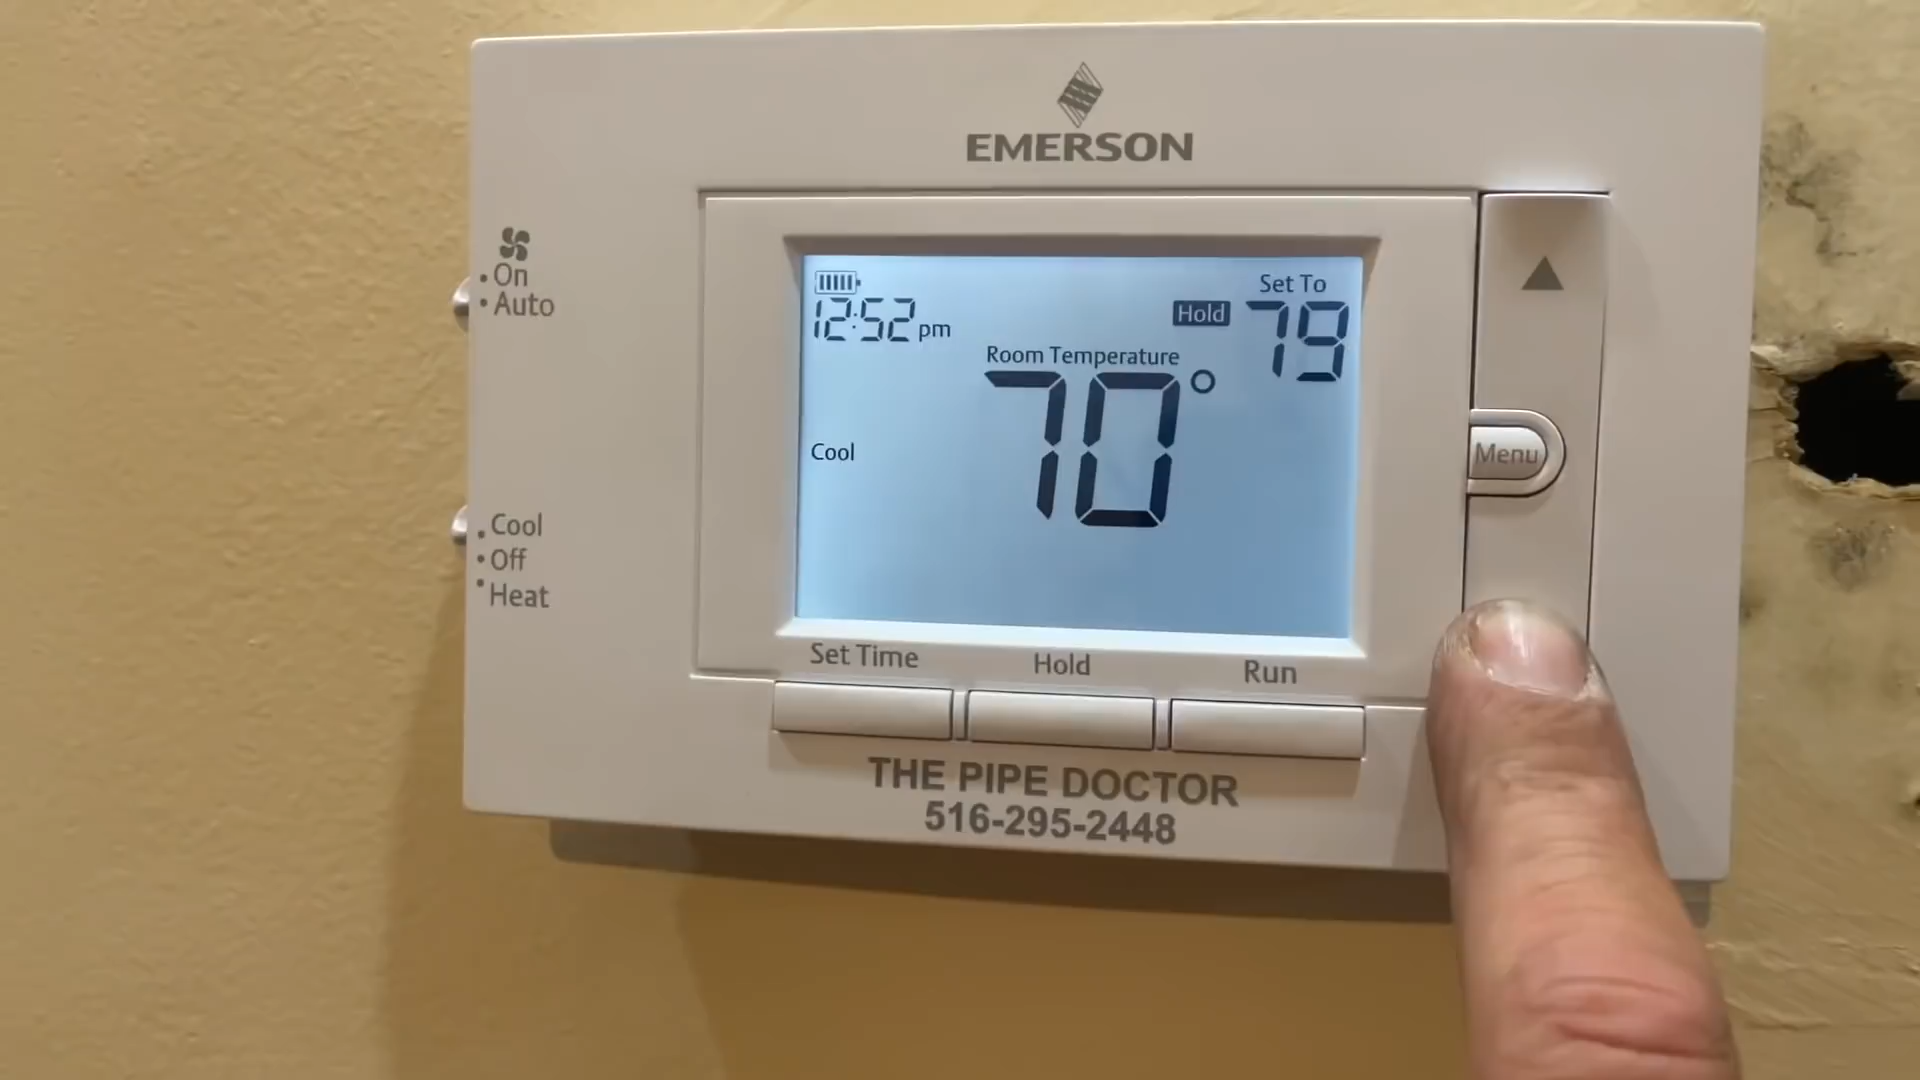 EMERSON
On
Auto
Set To
12:52 pm
Hold
79
Room Temperature
70°
Cool
Menu
Cool
Off
Heat
Set Time
Hold
Run
THE PIPE DOCTOR
516-295-2448